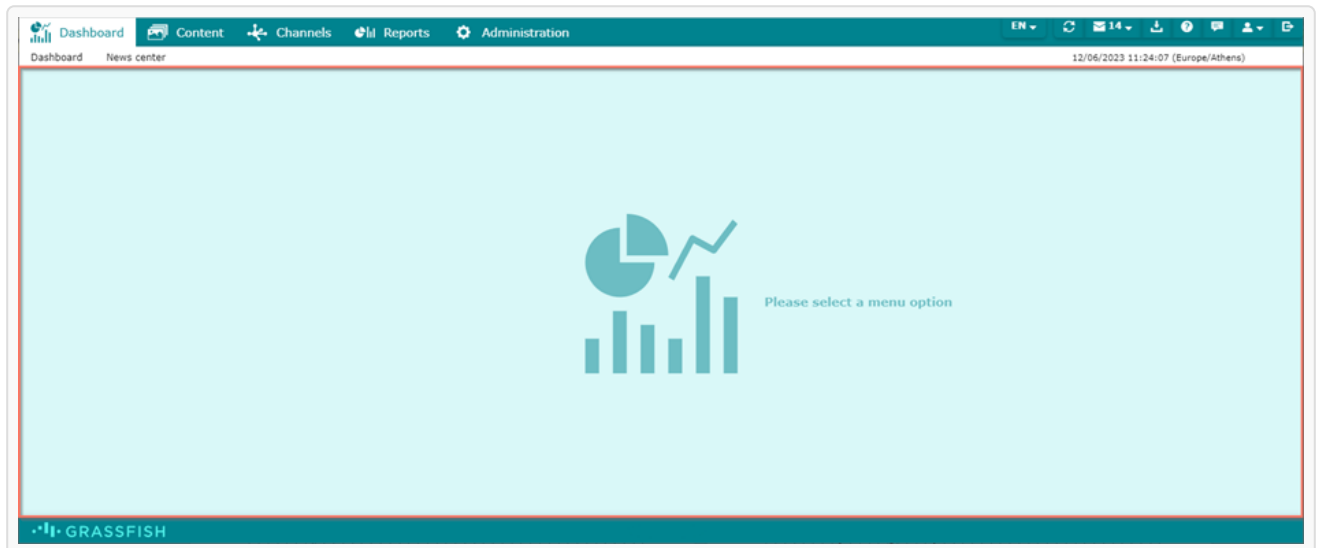 Dashboard Content Channels Reports Administration EN 14
Dashboard News center 12/06/2023 11:24:07 (Europe/Athens)
Please select a menu option
GRASSFISH